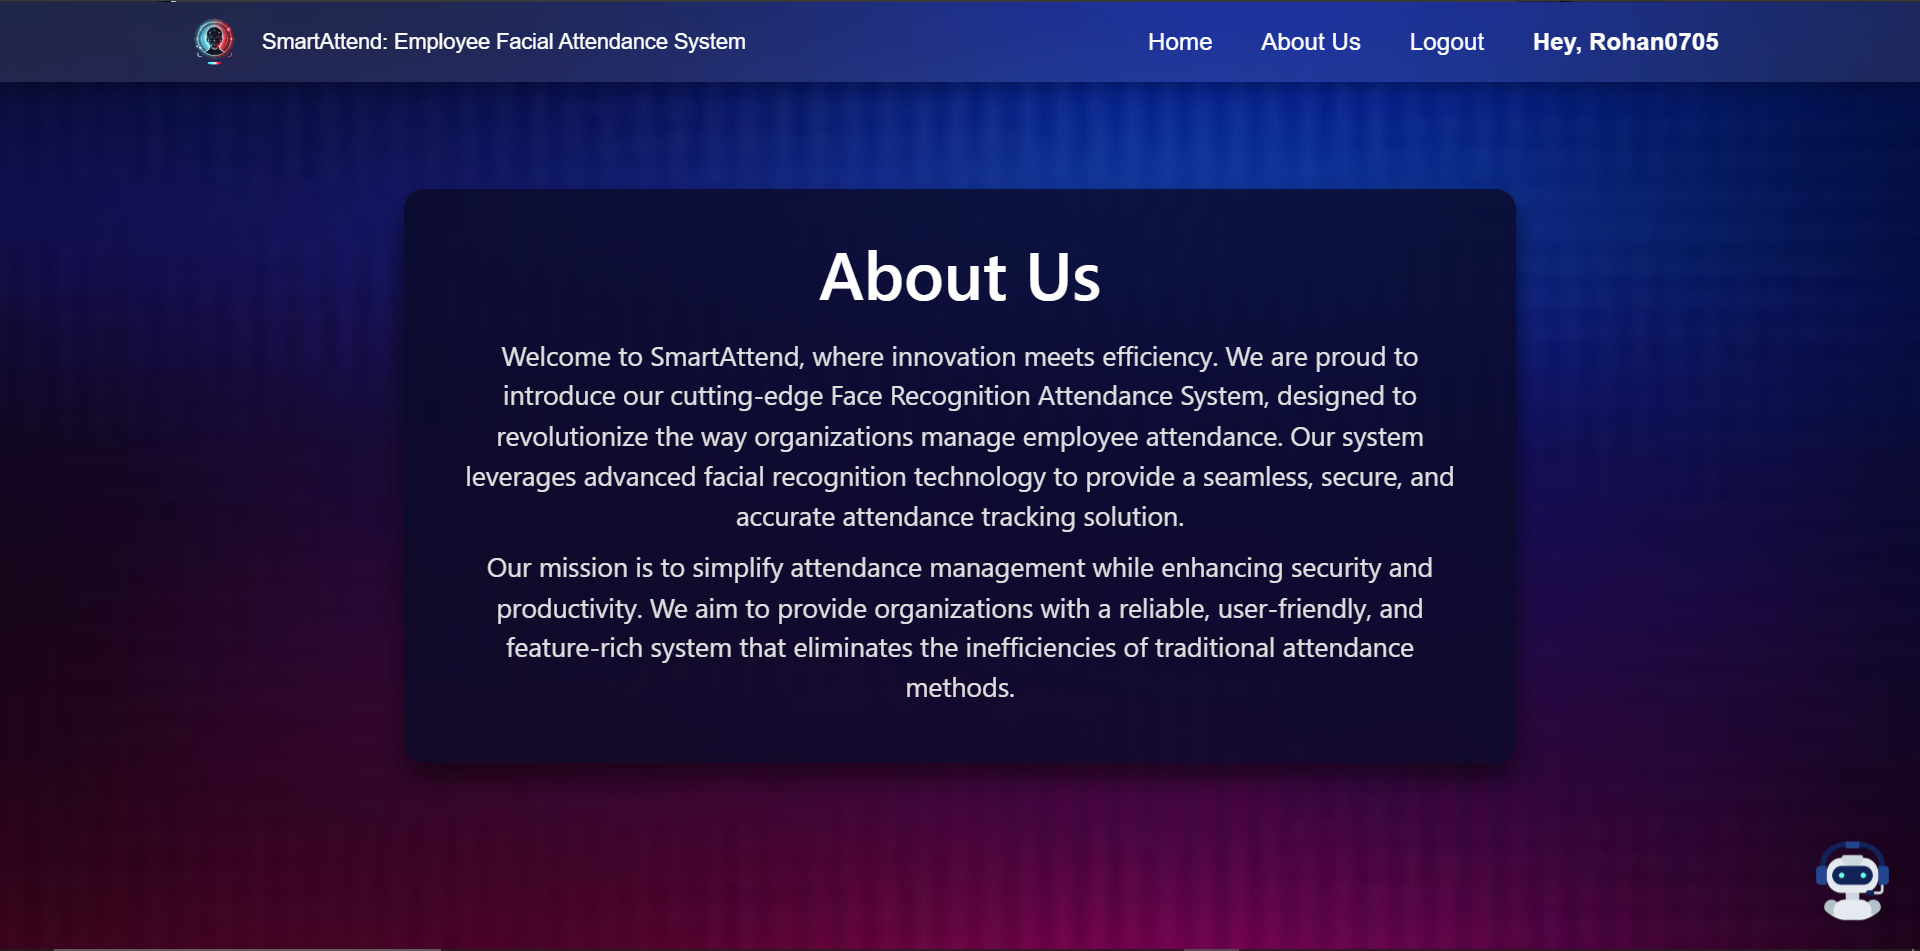 SmartAttend: Employee Facial Attendance System
Home
About Us
Logout
Hey, Rohan0705
About Us
Welcome to SmartAttend, where innovation meets efficiency. We are proud to
introduce our cutting-edge Face Recognition Attendance System, designed to
revolutionize the way organizations manage employee attendance. Our system
leverages advanced facial recognition technology to provide a seamless, secure, and
accurate attendance tracking solution.
Our mission is to simplify attendance management while enhancing security and
productivity. We aim to provide organizations with a reliable, user-friendly, and
feature-rich system that eliminates the inefficiencies of traditional attendance
methods.